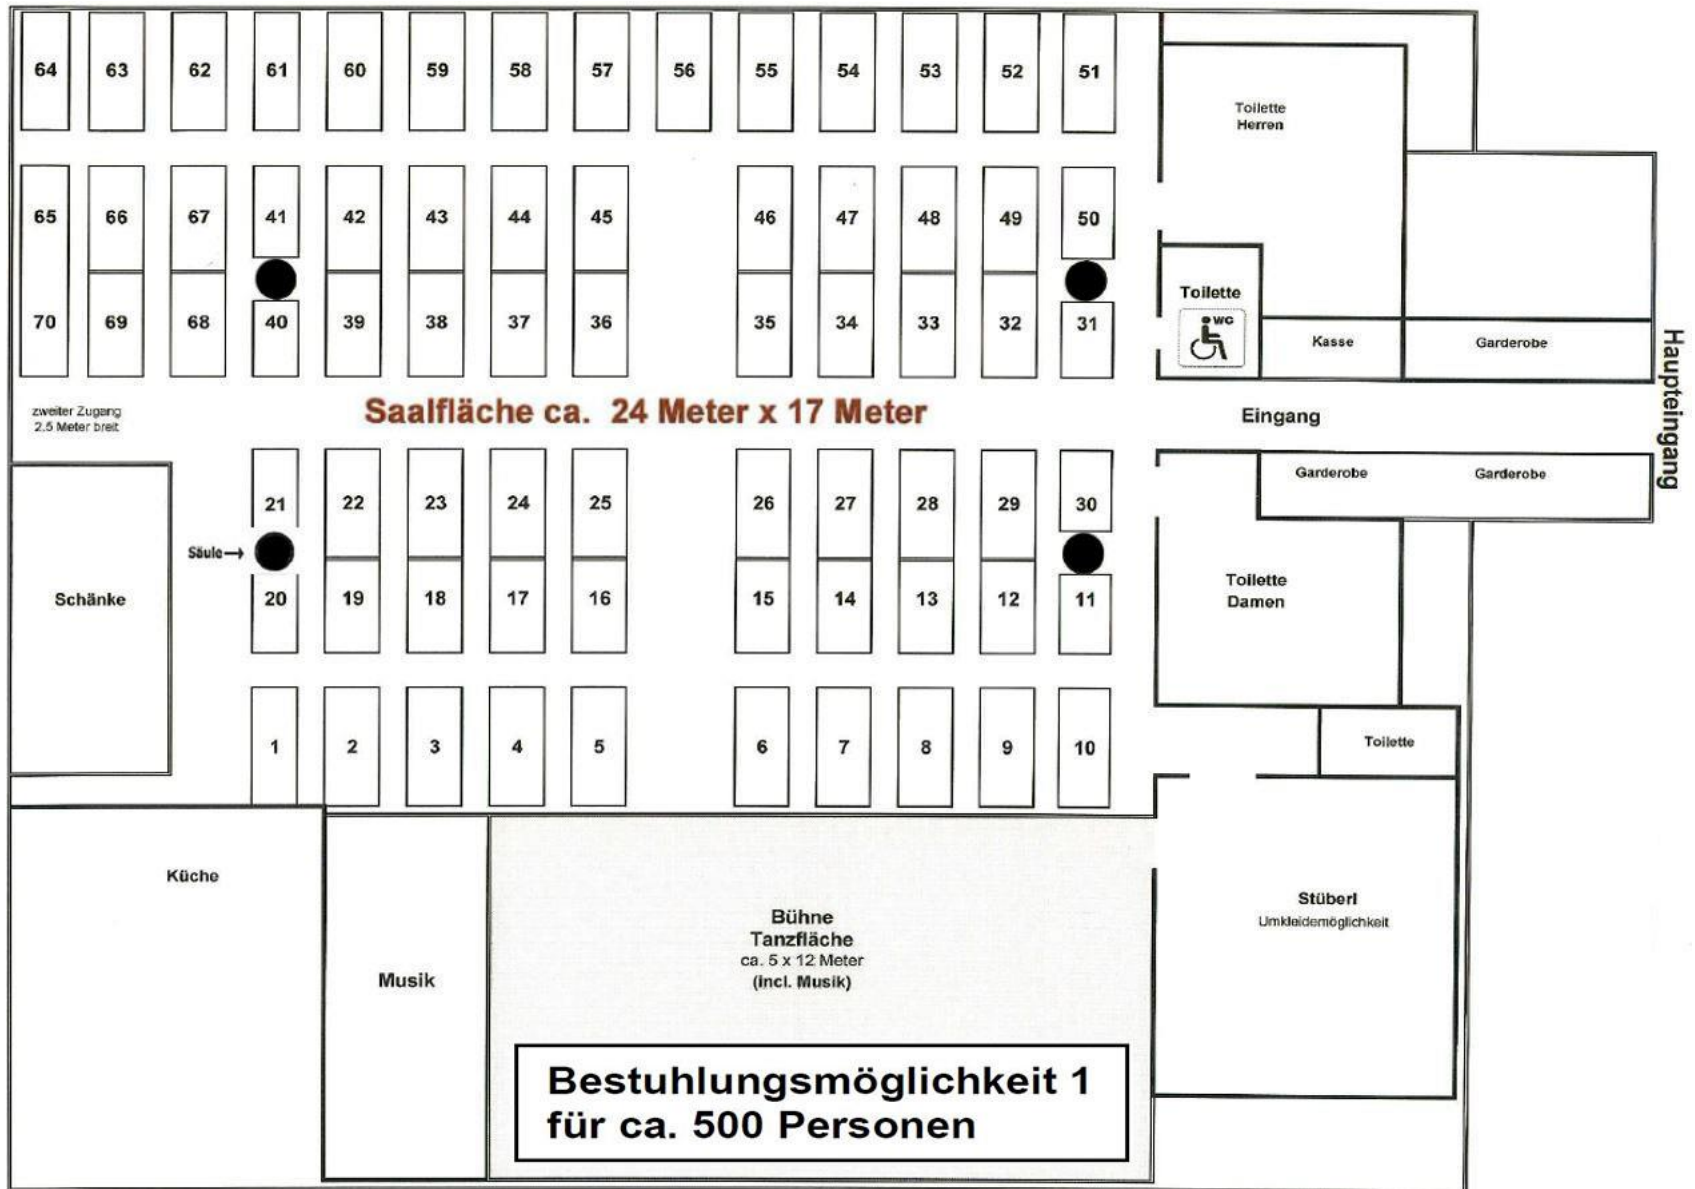 64 63 62 61 60 59 58 57 56 55 54 53 52 51
Toilette
Herren
65 66 67 41 42 43 44 45 46 47 48 49 50
Toilette
WC
70 69 68 40 39 38 37 36 35 34 33 32 31
Kasse
Garderobe
Haupteingang
zweiter Zugang
2,5 Meter breit
Saalfläche ca. 24 Meter x 17 Meter
Eingang
Garderobe
Garderobe
21 22 23 24 25 26 27 28 29 30
Säule
Schänke
20 19 18 17 16 15 14 13 12 11
Toilette
Damen
1 2 3 4 5 6 7 8 9 10
Toilette
Küche
Musik
Bühne
Tanzfläche
ca. 5 x 12 Meter
(incl. Musik)
Stüberl
Umkleidemöglichkeit
Bestuhlungsmöglichkeit 1
für ca. 500 Personen